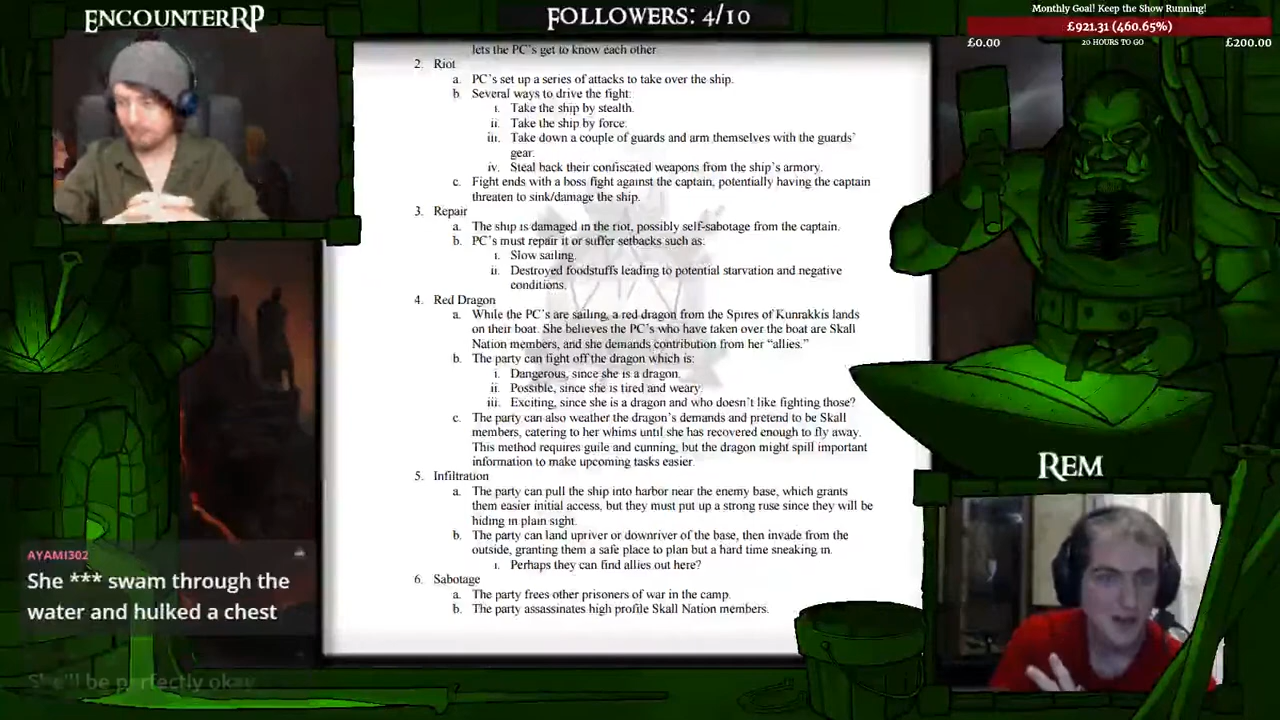 EncounterRP
Followers: 4/10
Monthly Goal! Keep the Show Running!
£921.31 (460.65%)
£0.00
20 HOURS TO GO
£200.00
lets the PC's get to know each other
2. Riot
a. PC's set up a series of attacks to take over the ship.
b. Several ways to drive the fight:
i. Take the ship by stealth.
ii. Take the ship by force.
iii. Take down a couple of guards and arm themselves with the guards'
gear.
iv. Steal back their confiscated weapons from the ship's armory.
c. Fight ends with a boss fight against the captain, potentially having the captain
threaten to sink/damage the ship.
3. Repair
a. The ship is damaged in the riot, possibly self-sabotage from the captain.
b. PC's must repair it or suffer setbacks such as:
i. Slow sailing.
ii. Destroyed foodstuffs leading to potential starvation and negative
conditions.
4. Red Dragon
a. While the PC's are sailing, a red dragon from the Spires of Kunrakkis lands
on their boat. She believes the PC's who have taken over the boat are Skall
Nation members, and she demands contribution from her “allies.”
b. The party can fight off the dragon which is:
i. Dangerous, since she is a dragon.
ii. Possible, since she is tired and weary.
iii. Exciting, since she is a dragon and who doesn't like fighting those?
c. The party can also weather the dragon's demands and pretend to be Skall
members, catering to her whims until she has recovered enough to fly away.
This method requires guile and cunning, but the dragon might spill important
information to make upcoming tasks easier.
5. Infiltration
a. The party can pull the ship into harbor near the enemy base, which grants
them easier initial access, but they must put up a strong ruse since they will be
hiding in plain sight.
b. The party can land upriver or downriver of the base, then invade from the
outside, granting them a safe place to plan but a hard time sneaking in.
i. Perhaps they can find allies out here?
6. Sabotage
a. The party frees other prisoners of war in the camp.
b. The party assassinates high profile Skall Nation members.
Rem
AYAMI302
She *** swam through the
water and hulked a chest
She'll be perfectly okay